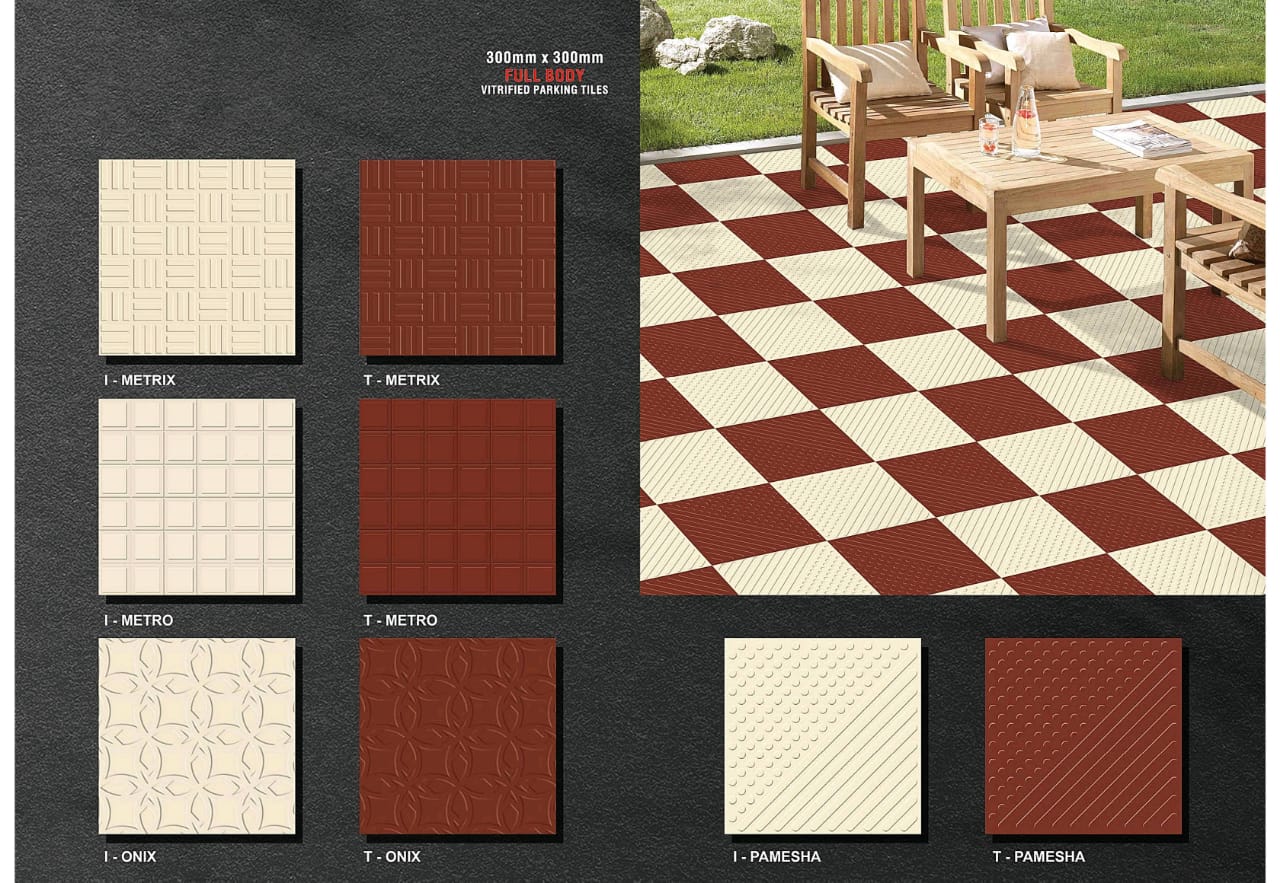 300mm x 300mm
FULL BODY
VITRIFIED PARKING TILES
I - METRIX
T - METRIX
I - METRO
T - METRO
I - ONIX
T - ONIX
I - PAMESHA
T - PAMESHA